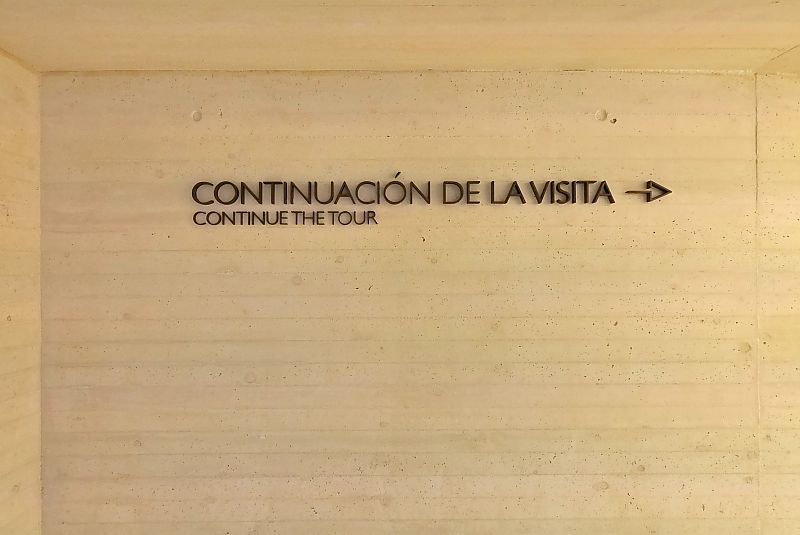 CONTINUACIÓN DE LA VISITA
CONTINUE THE TOUR